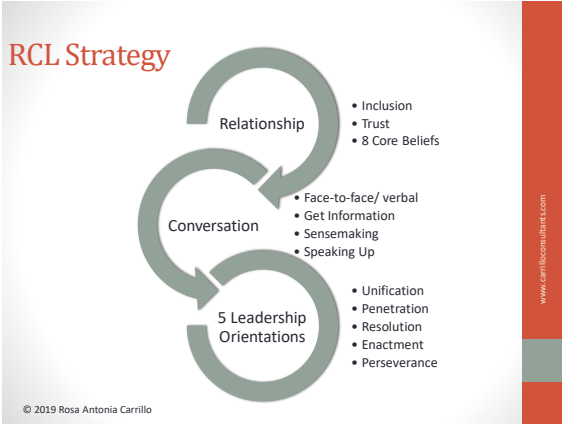 RCL Strategy
Relationship
• Inclusion
• Trust
• 8 Core Beliefs
Conversation
• Face-to-face/ verbal
• Get Information
• Sensemaking
• Speaking Up
5 Leadership
Orientations
• Unification
• Penetration
• Resolution
• Enactment
• Perseverance
www.carrilloconsultants.com
© 2019 Rosa Antonia Carrillo